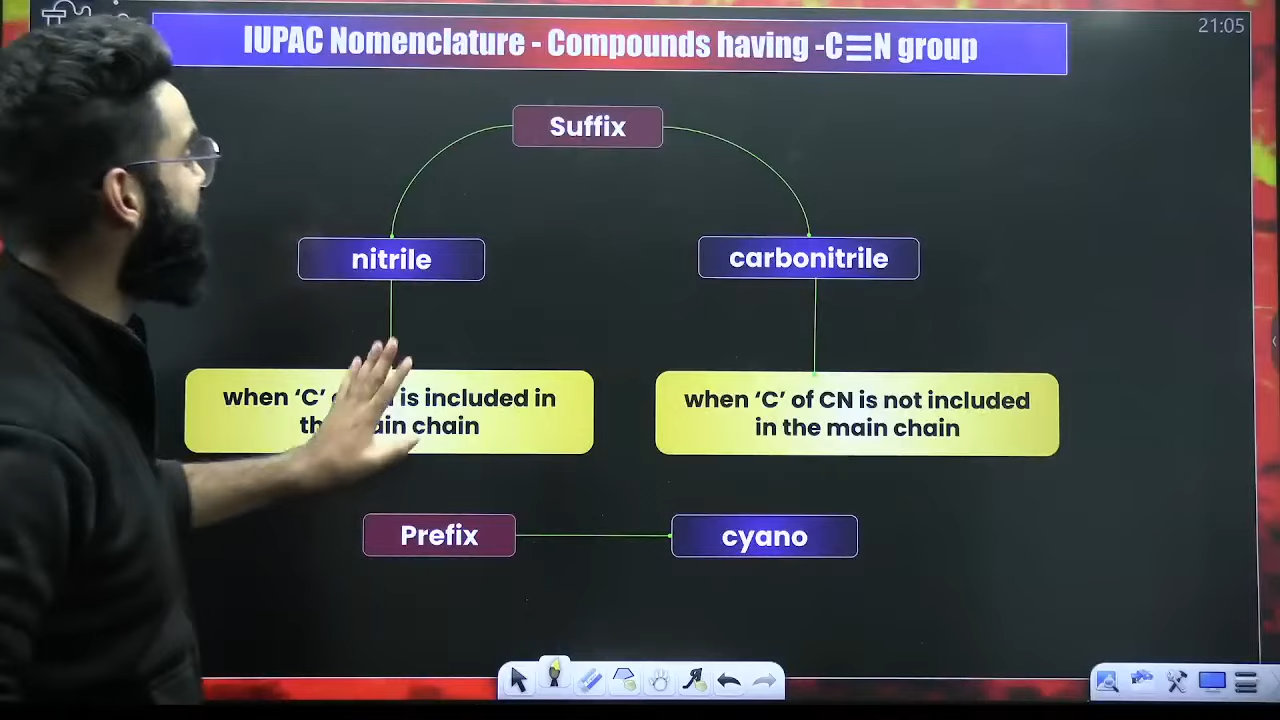 21:05
IUPAC Nomenclature - Compounds having -C≡N group
Suffix
nitrile
carbonitrile
when ‘C’ is included in
main chain
when ‘C’ of CN is not included
in the main chain
Prefix
cyano